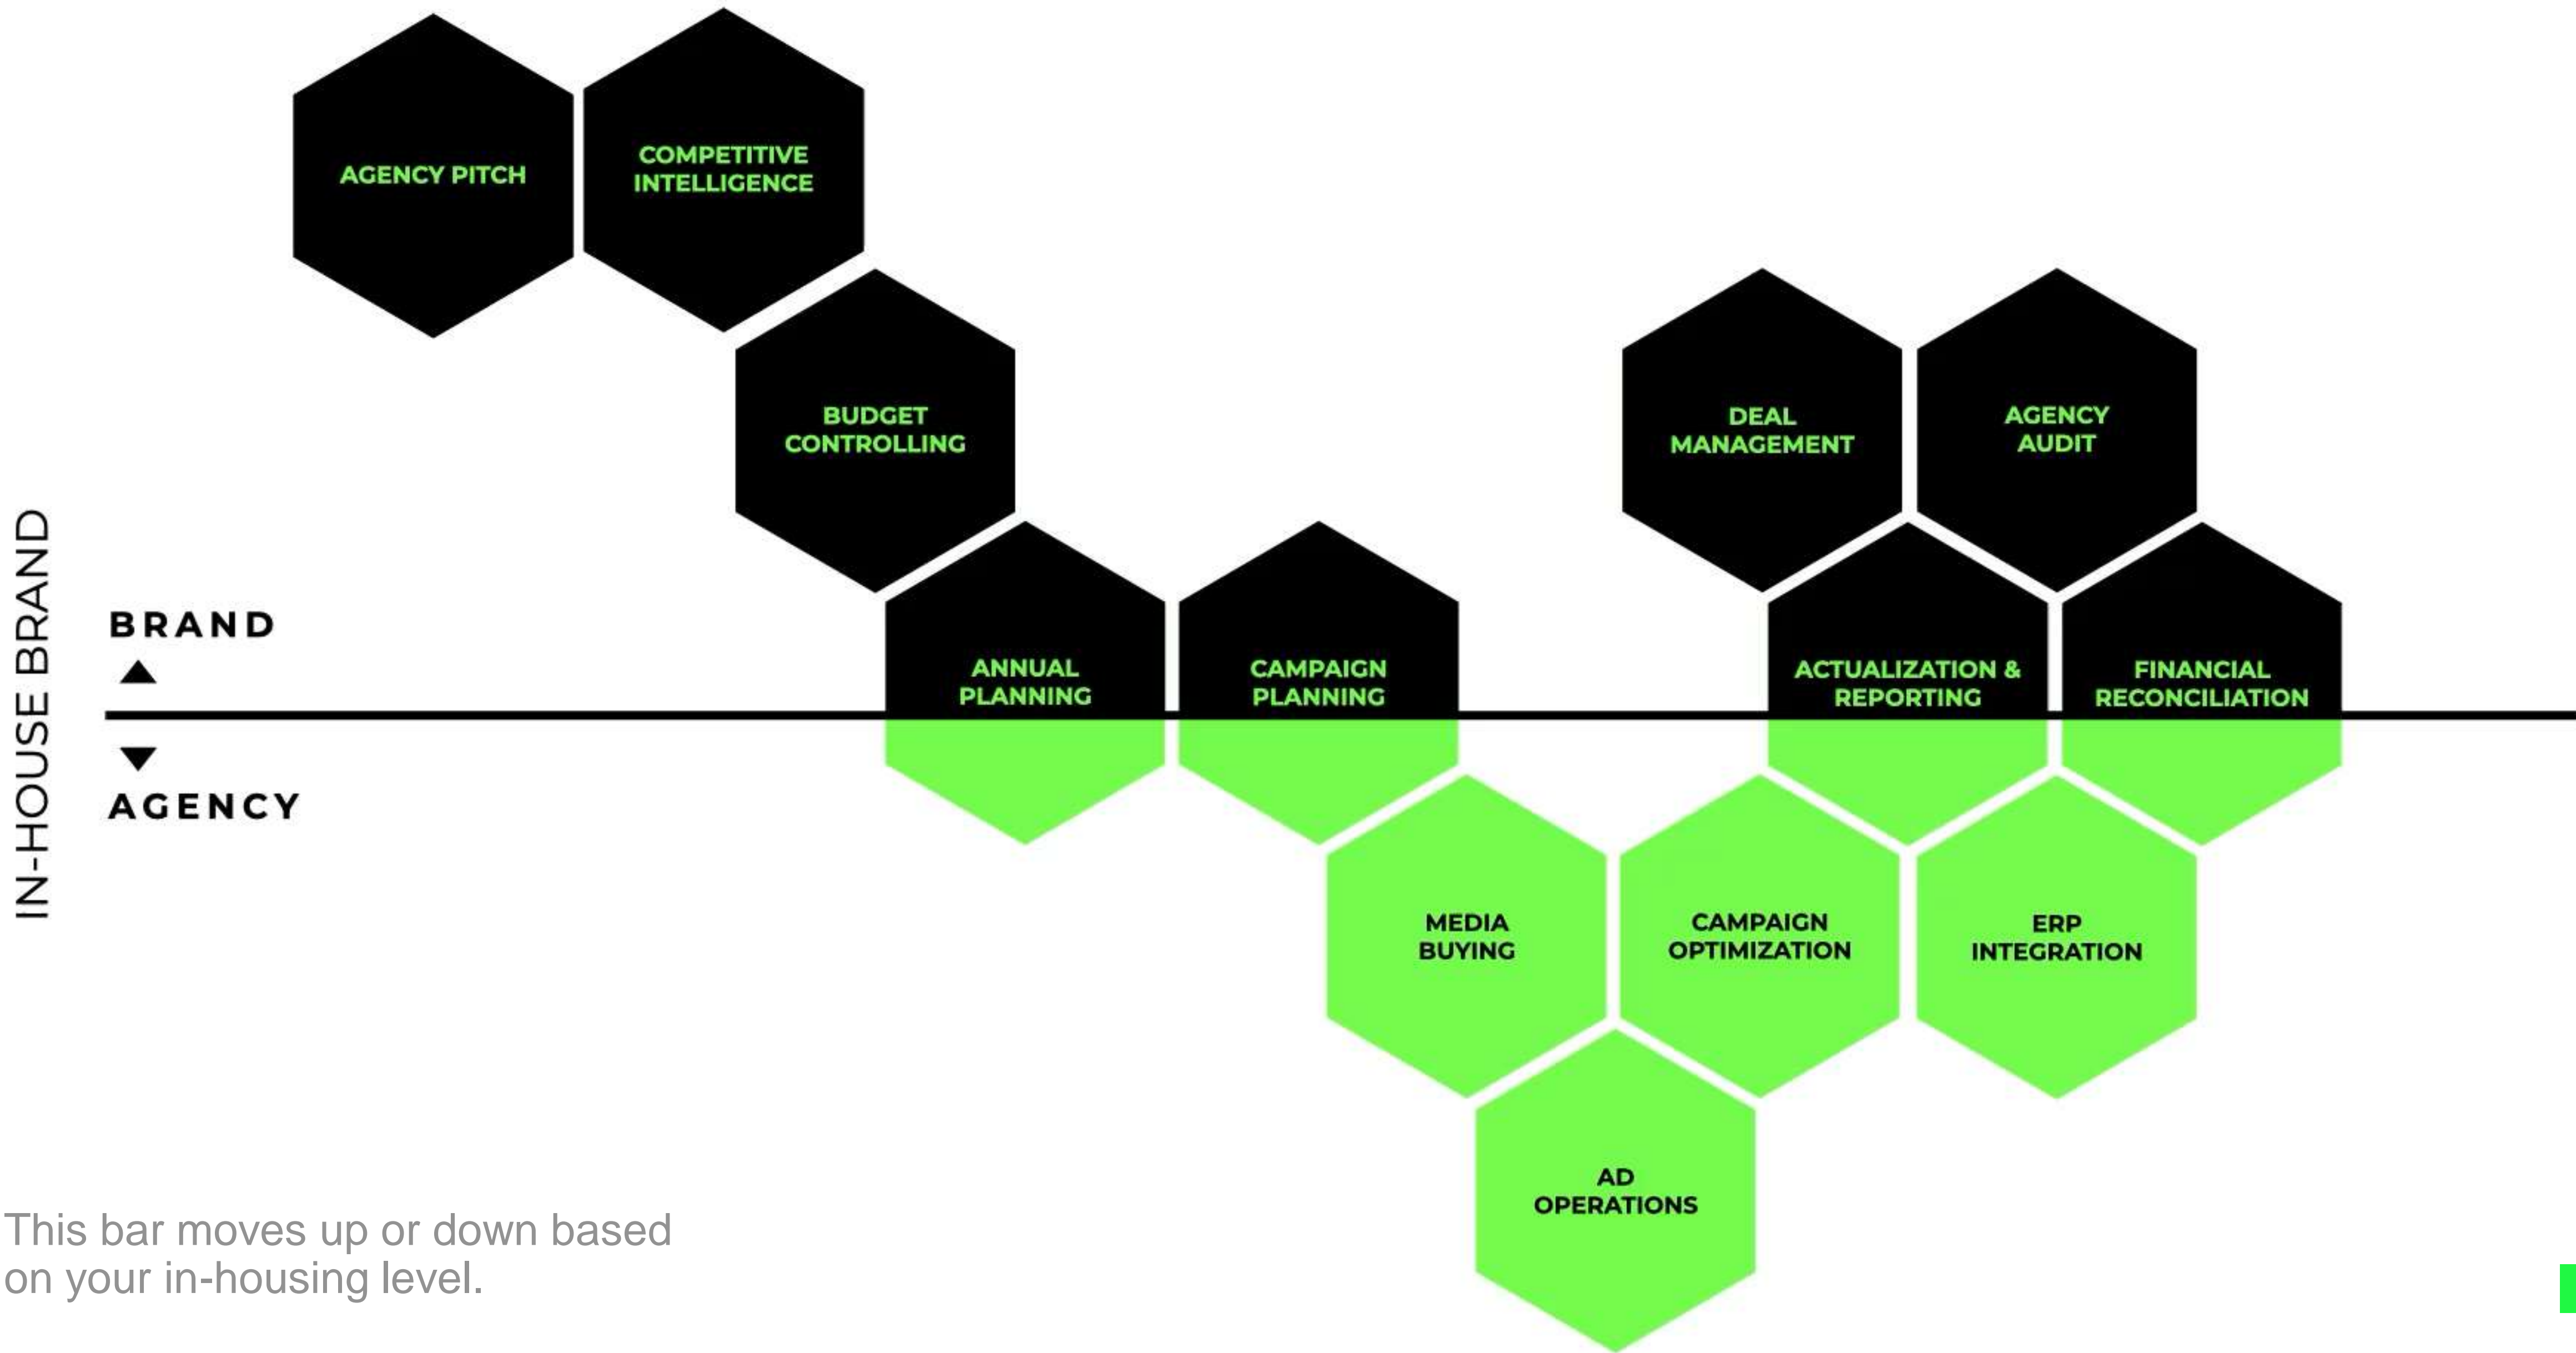 AGENCY PITCH
COMPETITIVE
INTELLIGENCE
BUDGET
CONTROLLING
DEAL
MANAGEMENT
AGENCY
AUDIT
IN-HOUSE BRAND
BRAND
AGENCY
ANNUAL
PLANNING
CAMPAIGN
PLANNING
ACTUALIZATION &
REPORTING
FINANCIAL
RECONCILIATION
MEDIA
BUYING
CAMPAIGN
OPTIMIZATION
ERP
INTEGRATION
AD
OPERATIONS
This bar moves up or down based
on your in-housing level.